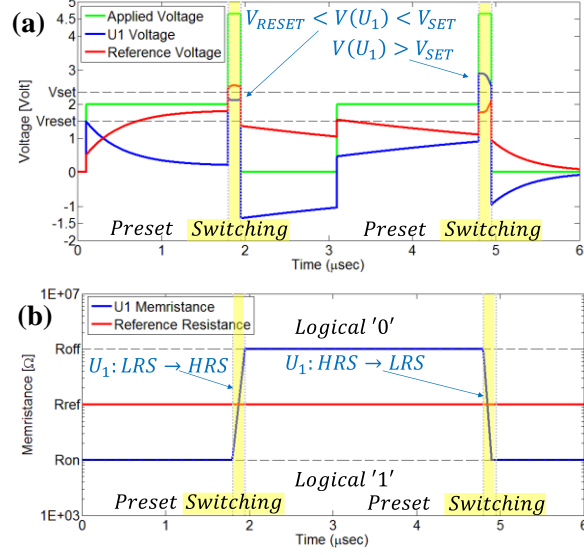 (a)
Applied Voltage
U1 Voltage
Reference Voltage
V_RESET < V(U_1) < V_SET
V(U_1) > V_SET
Voltage [Volt]
5
4.5
4
3
Vset
2
Vreset
1
0
-1
-1.5
-2
Preset Switching Preset Switching
0 1 2 3 4 5 6
Time (μsec)
(b)
U1 Memristance
Reference Resistance
Logical '0'
U_1: LRS → HRS
U_1: HRS → LRS
Memristance [Ω]
1E+07
Roff
Rref
Ron
1E+03
Logical '1'
Preset Switching Preset Switching
0 1 2 3 4 5 6
Time (μsec)